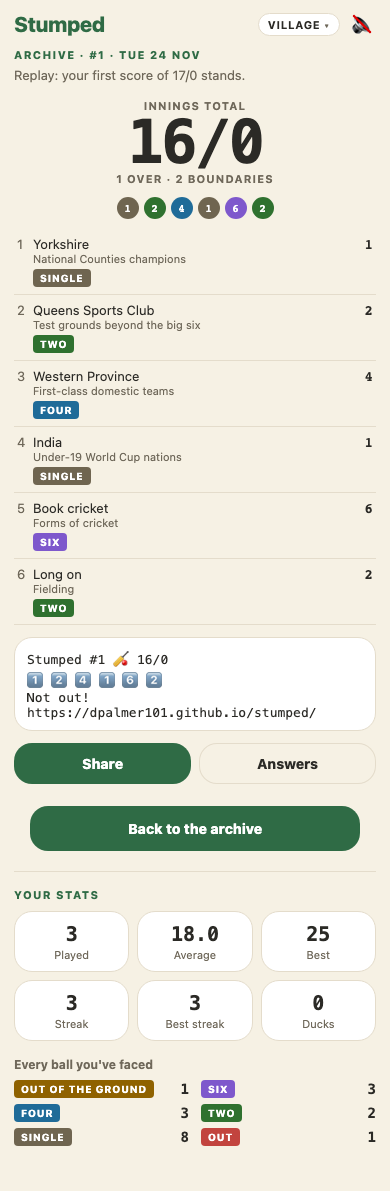 Stumped
VILLAGE ▾
ARCHIVE · #1 · TUE 24 NOV
Replay: your first score of 17/0 stands.
INNINGS TOTAL
16/0
1 OVER · 2 BOUNDARIES
1 2 4 1 6 2
1 Yorkshire 1
National Counties champions
SINGLE
2 Queens Sports Club 2
Test grounds beyond the big six
TWO
3 Western Province 4
First-class domestic teams
FOUR
4 India 1
Under-19 World Cup nations
SINGLE
5 Book cricket 6
Forms of cricket
SIX
6 Long on 2
Fielding
TWO
Stumped #1 🏏 16/0
1️⃣ 2️⃣ 4️⃣ 1️⃣ 6️⃣ 2️⃣
Not out!
https://dpalmer101.github.io/stumped/
Share Answers
Back to the archive
YOUR STATS
3 18.0 25
Played Average Best
3 3 0
Streak Best streak Ducks
Every ball you've faced
OUT OF THE GROUND 1 SIX 3
FOUR 3 TWO 2
SINGLE 8 OUT 1